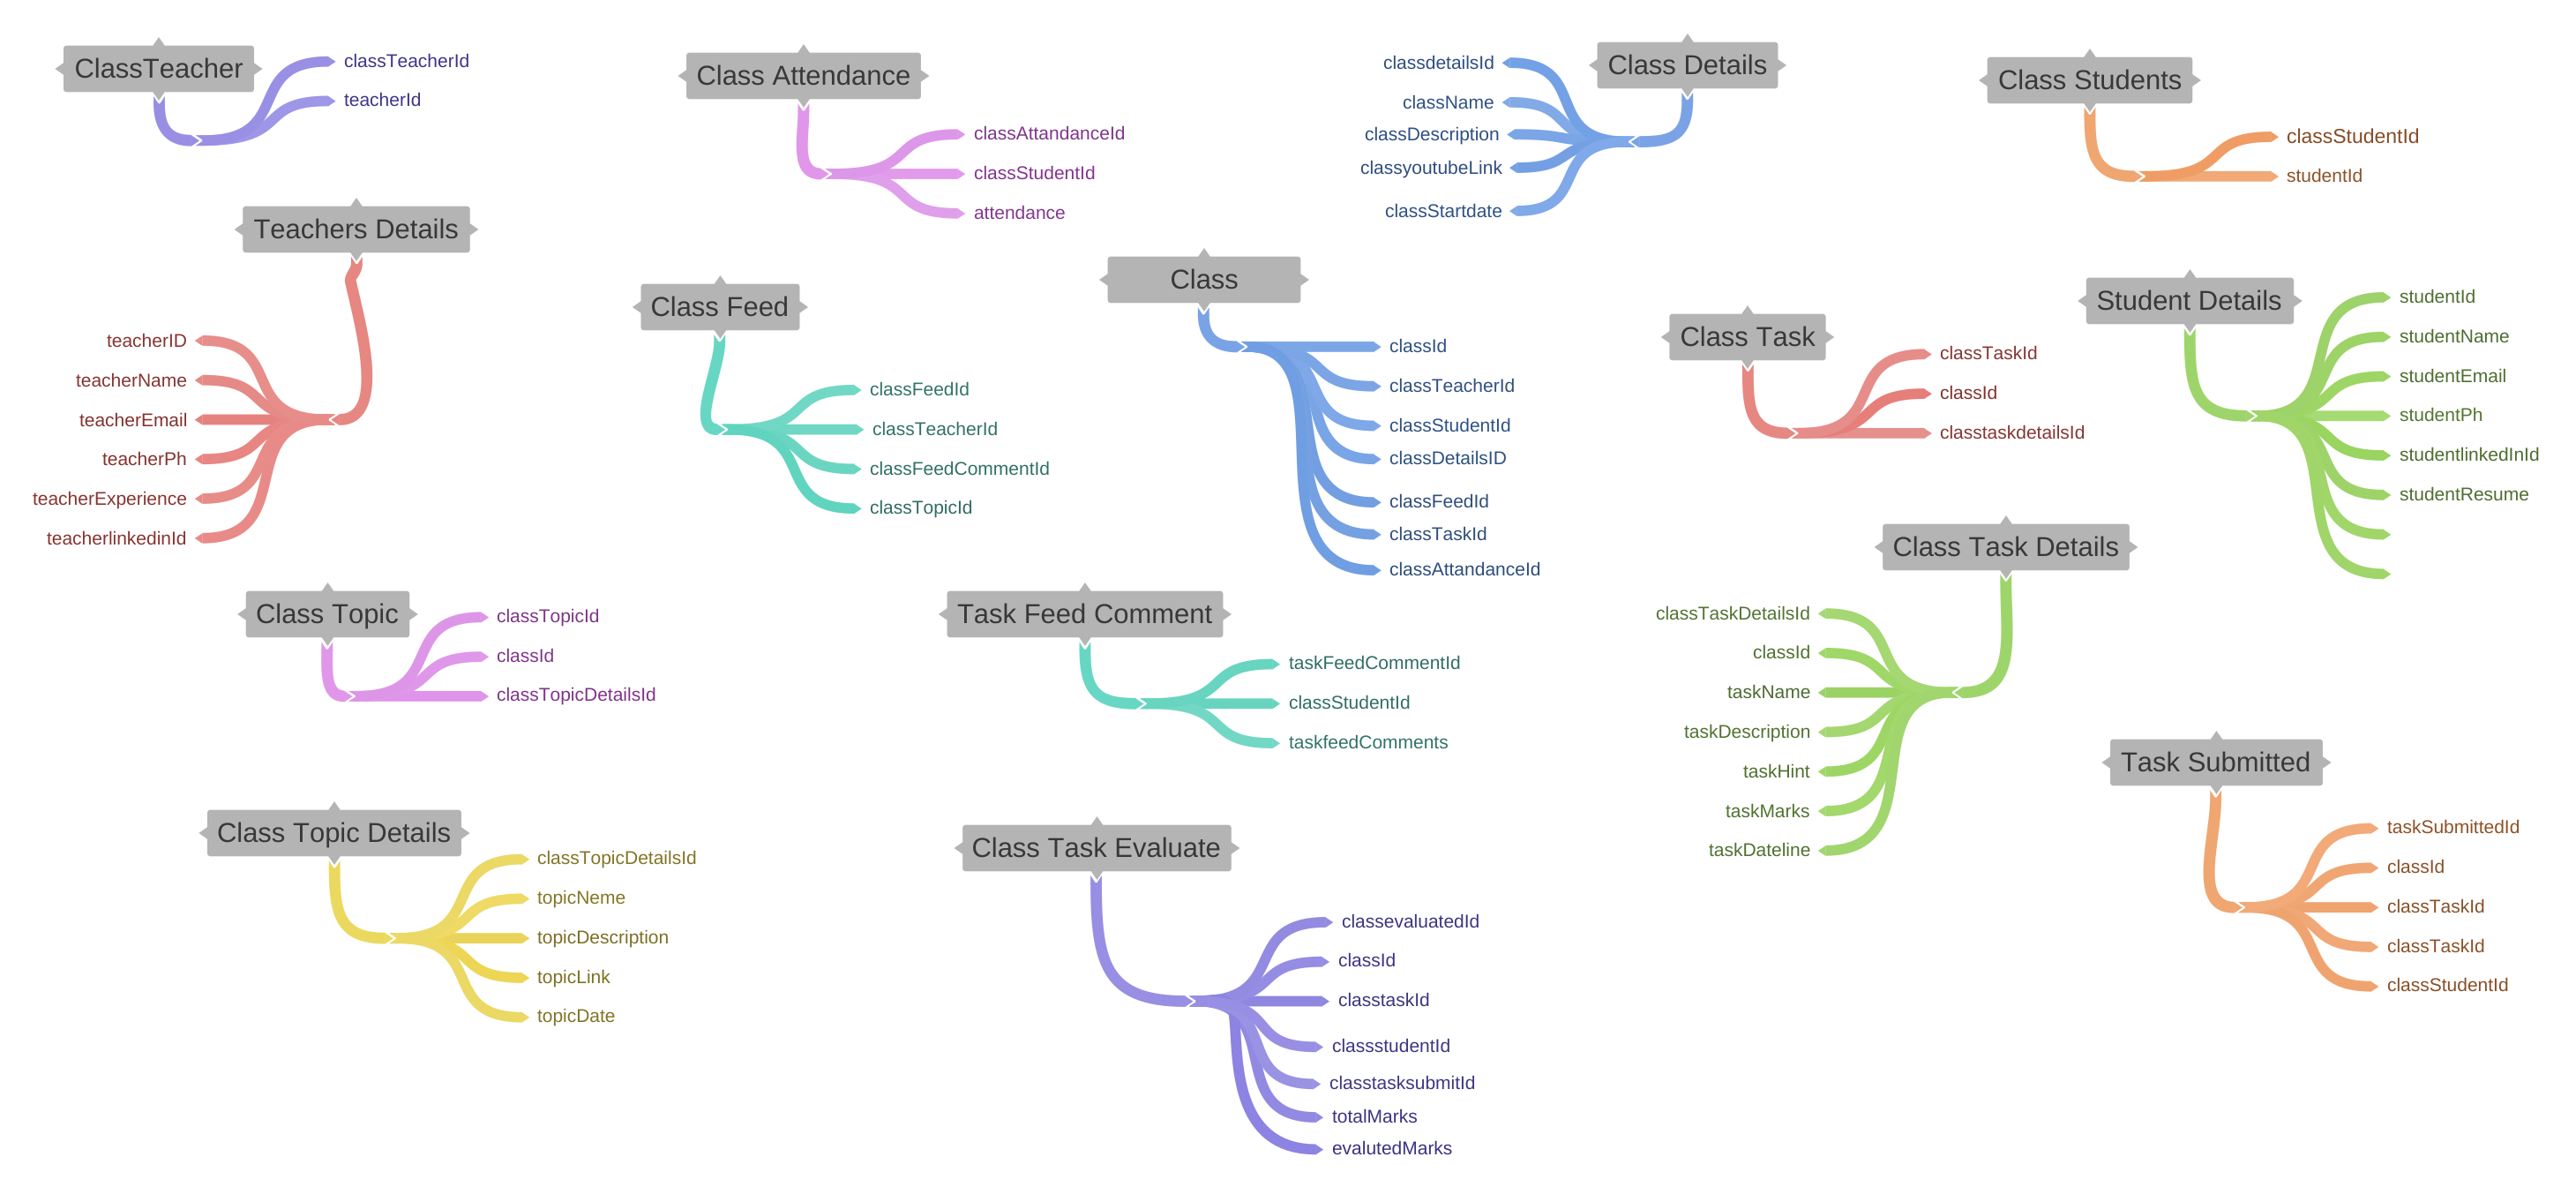 ClassTeacher
classTeacherId
teacherId
Class Attendance
classAttandanceId
classStudentId
attendance
Class Details
classdetailsId
className
classDescription
classyoutubeLink
classStartdate
Class Students
classStudentId
studentId
Teachers Details
teacherID
teacherName
teacherEmail
teacherPh
teacherExperience
teacherlinkedinId
Class Feed
classFeedId
classTeacherId
classFeedCommentId
classTopicId
Class
classId
classTeacherId
classStudentId
classDetailsID
classFeedId
classTaskId
classAttandanceId
Class Task
classTaskId
classId
classtaskdetailsId
Student Details
studentId
studentName
studentEmail
studentPh
studentlinkedInId
studentResume
Class Topic
classTopicId
classId
classTopicDetailsId
Task Feed Comment
taskFeedCommentId
classStudentId
taskfeedComments
Class Task Details
classTaskDetailsId
classId
taskName
taskDescription
taskHint
taskMarks
taskDateline
Task Submitted
taskSubmittedId
classId
classTaskId
classTaskId
classStudentId
Class Topic Details
classTopicDetailsId
topicNeme
topicDescription
topicLink
topicDate
Class Task Evaluate
classevaluatedId
classId
classtaskId
classstudentId
classtasksubmitId
totalMarks
evalutedMarks